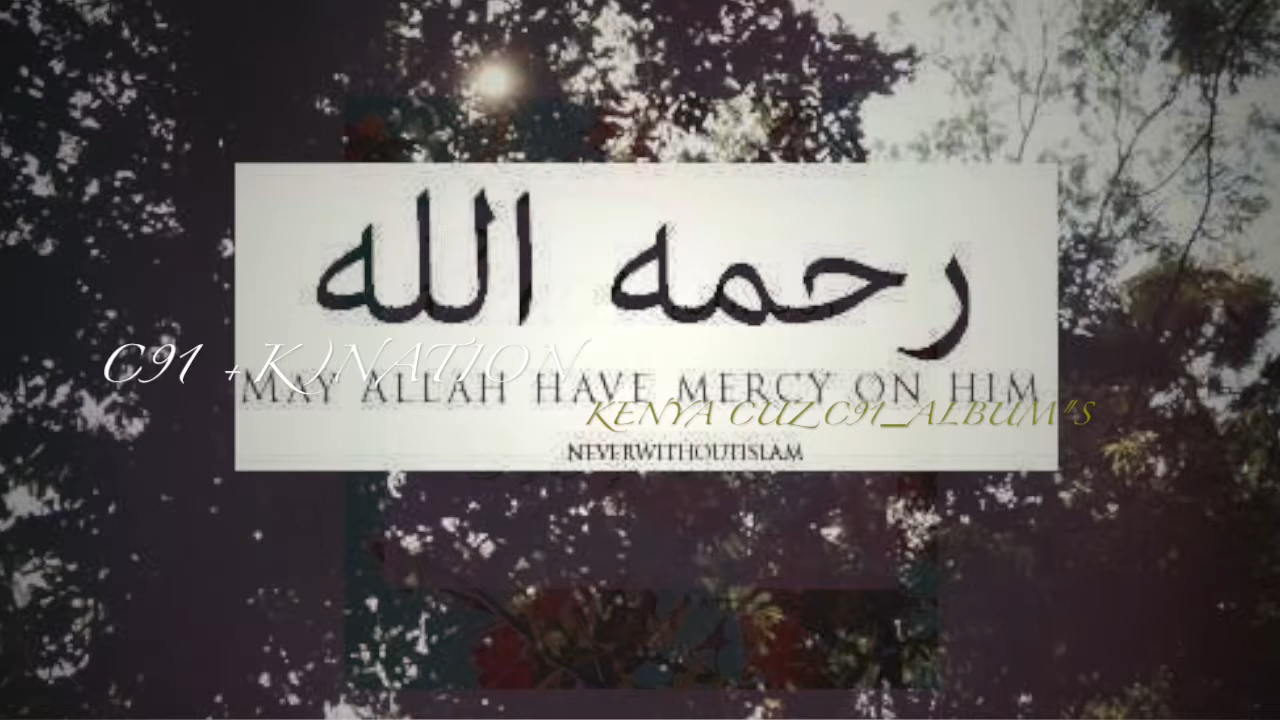 رحمه الله
C91 +K)NATION
MAY ALLAH HAVE MERCY ON HIM
KENYA CUZ C91_ALBUM"S
NEVERWITHOUTISLAM